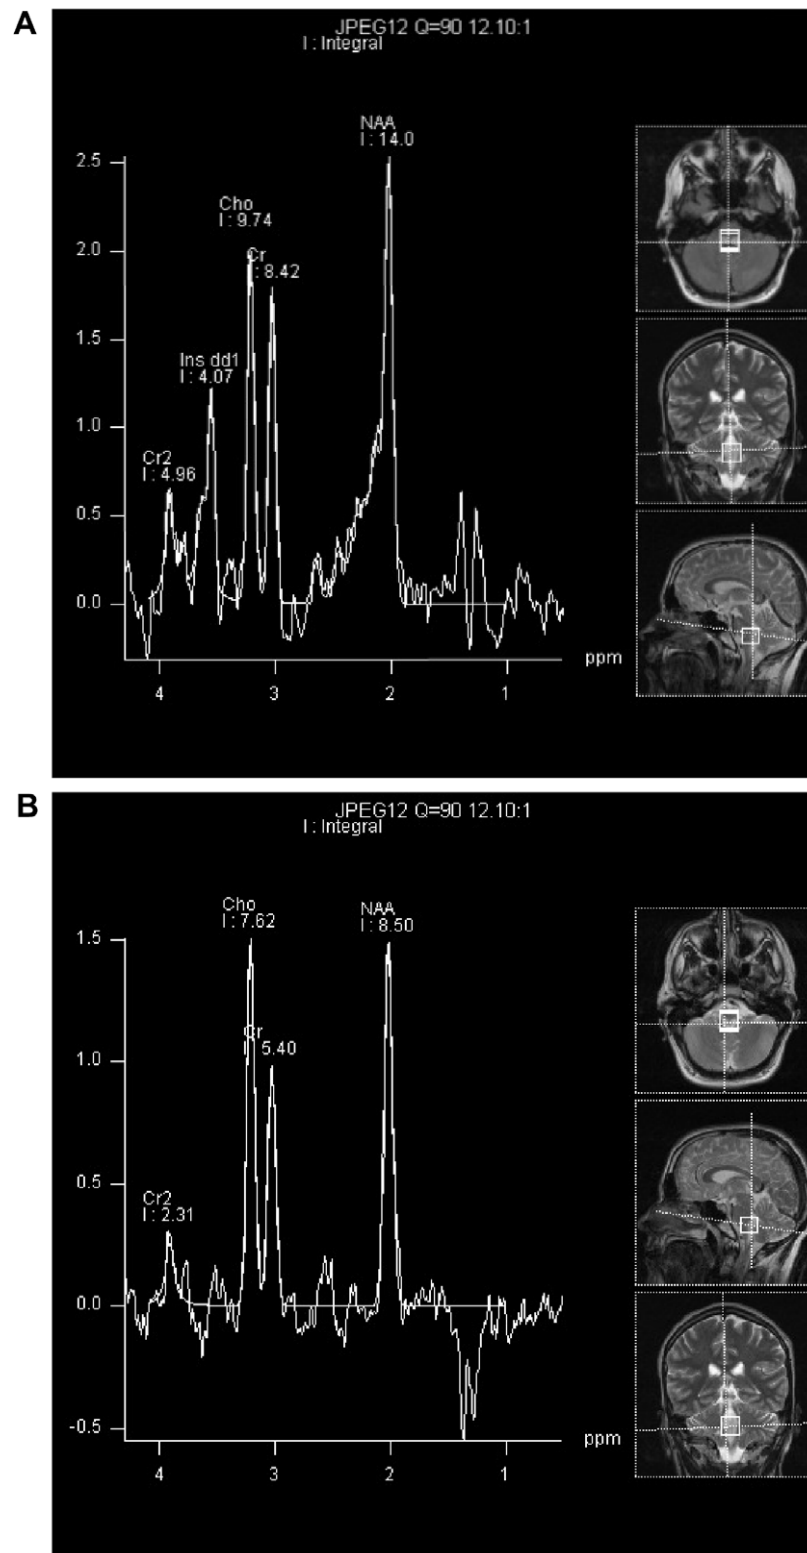 A
JPEG12 Q=90 12.10:1
I : Integral
NAA
I : 14.0
2.5
Cho
I : 9.74
2.0
Cr
: 8.42
1.5
Ins dd1
I : 4.07
1.0
Cr2
I : 4.96
0.5
0.0
ppm
4 3 2 1
B
JPEG12 Q=90 12.10:1
I : Integral
Cho
I : 7.62
NAA
I : 8.50
1.5
Cr
5.40
1.0
0.5
Cr2
I : 2.31
0.0
-0.5
ppm
4 3 2 1